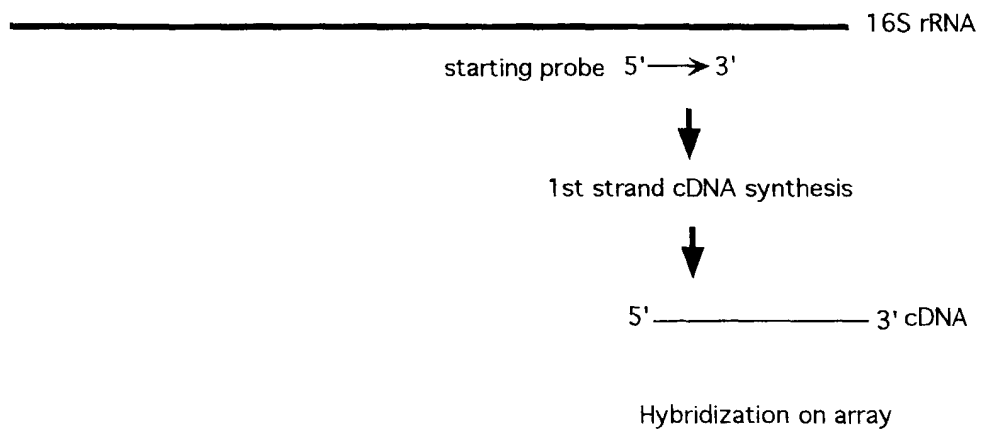 16S rRNA
starting probe 5' 3'
1st strand cDNA synthesis
5' 3' cDNA
Hybridization on array